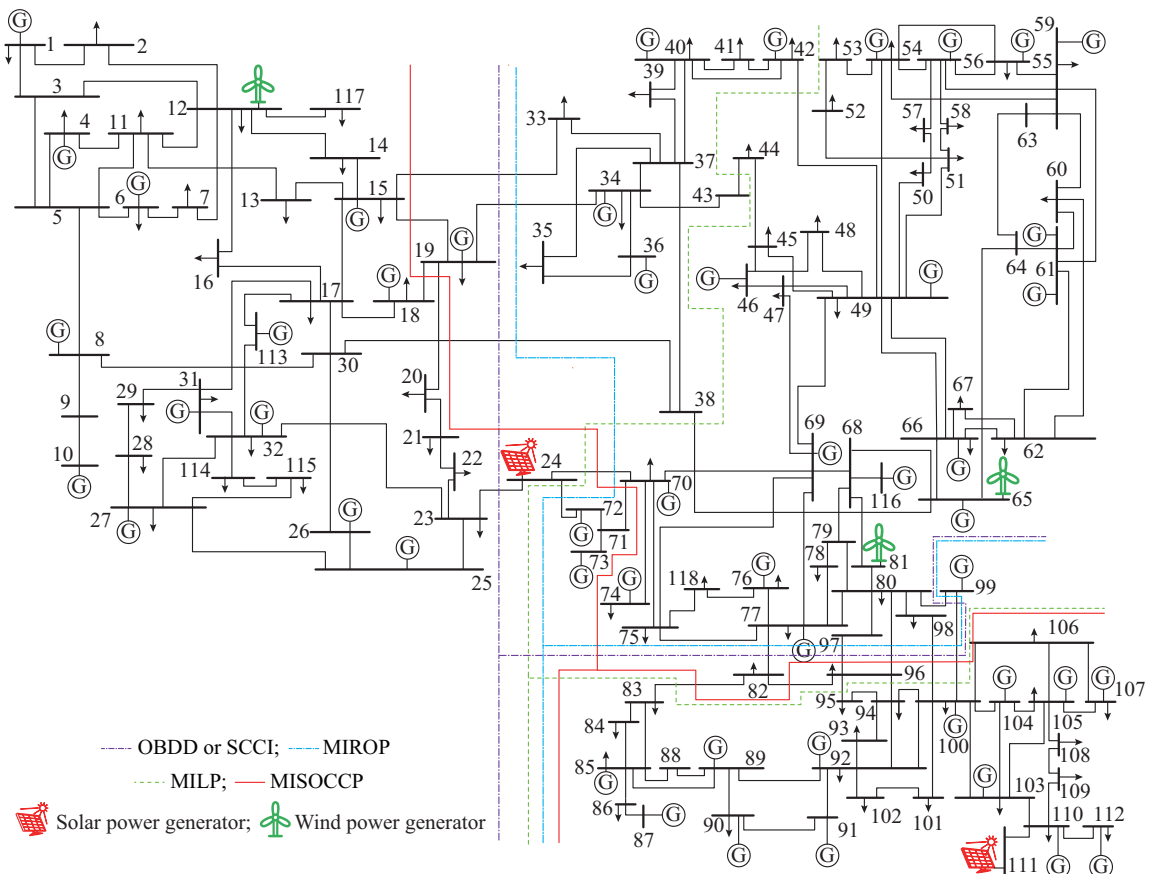 G G G G G G G 59
1 2 40 41 42 53 54 56 55 G
3 12 117 39 52
4 11 33 57 58 63
G 14 44 37 51 60
G 34 43 50
5 6 7 13 15 G G
16 19 G 35 36 G 45 48 G 64 61
G 17 G 18 G 46 47 49 G G
G 8 G 113 30
29 31 20 38 67
9 G G 69 68 66 62
10 28 32 21 G 24 70 G
G 114 115 22 G 116 G 65
27 G 26 G 23 72 G 79 G
G 25 71 78 81
73 G 118 76 G 80 99 G
74 G 77 98
75 G 97 106
83 82 96 G G G 107
84 95 94 G 104 105
93 100 108
OBDD or SCCI; MIROP
85 88 G 89 G 92 G 103 109
MILP; MISOCCP
G 86 87 G 90 91 102 101 110 112
Solar power generator; Wind power generator
G G 111 G G